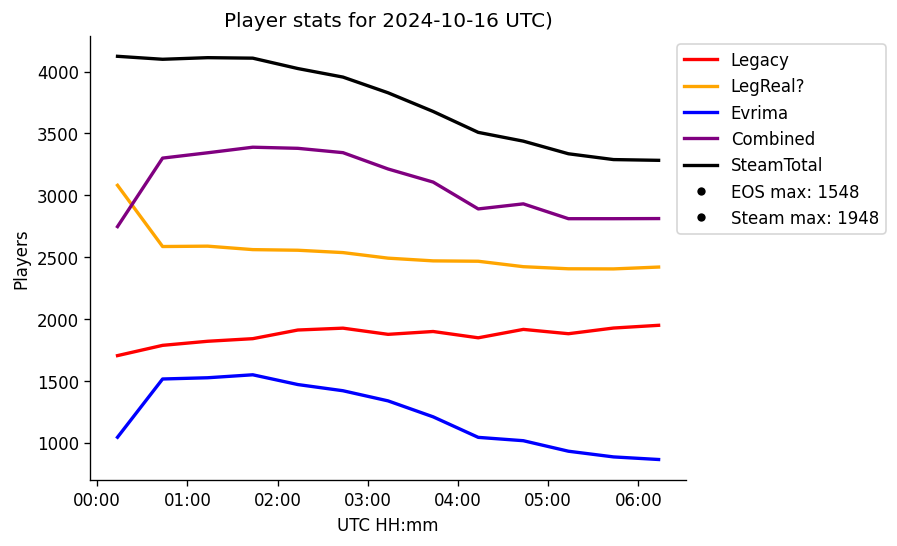 Player stats for 2024-10-16 UTC)
Legacy
LegReal?
Evrima
Combined
SteamTotal
EOS max: 1548
Steam max: 1948
Players
4000
3500
3000
2500
2000
1500
1000
00:00 01:00 02:00 03:00 04:00 05:00 06:00
UTC HH:mm